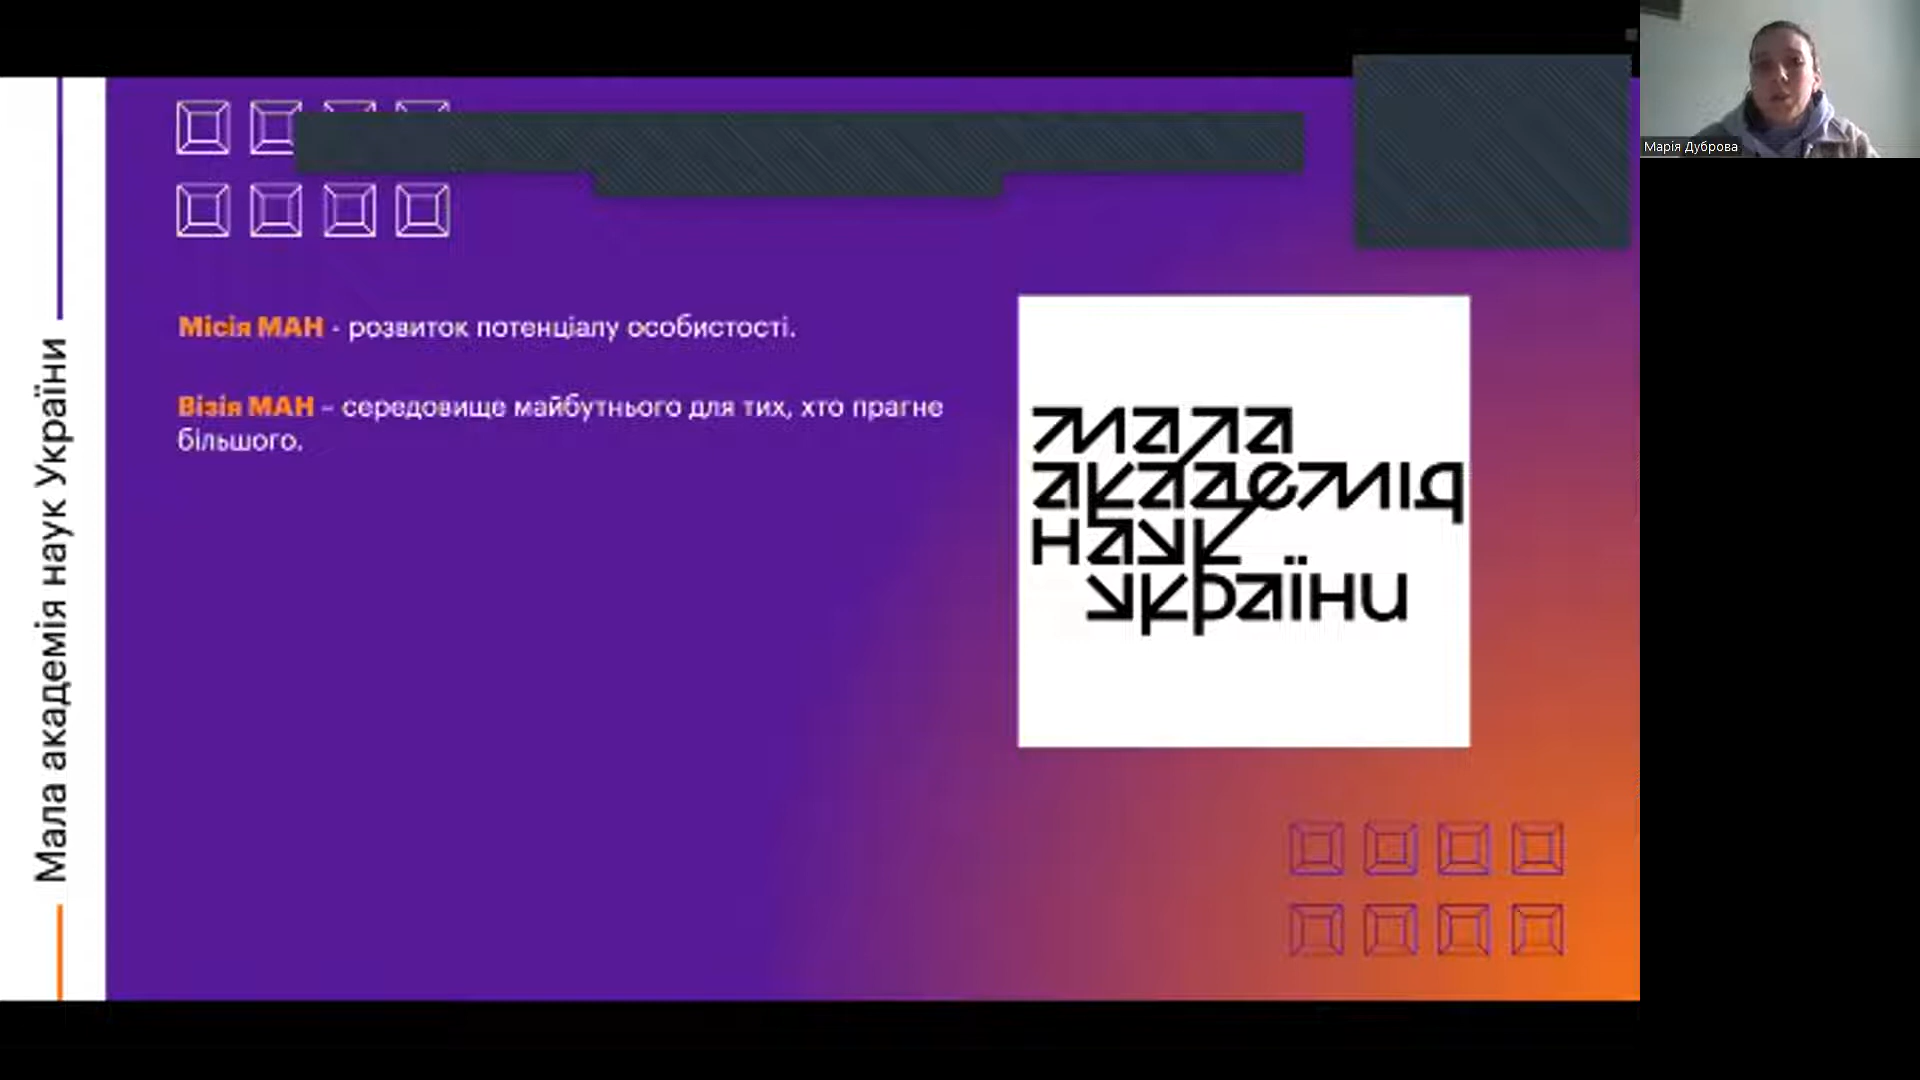 Мала академія наук України
Місія МАН - розвиток потенціалу особистості.
Візія МАН – середовище майбутнього для тих, хто прагне
більшого.
мала
академія
наук
україни
Марія Дуброва